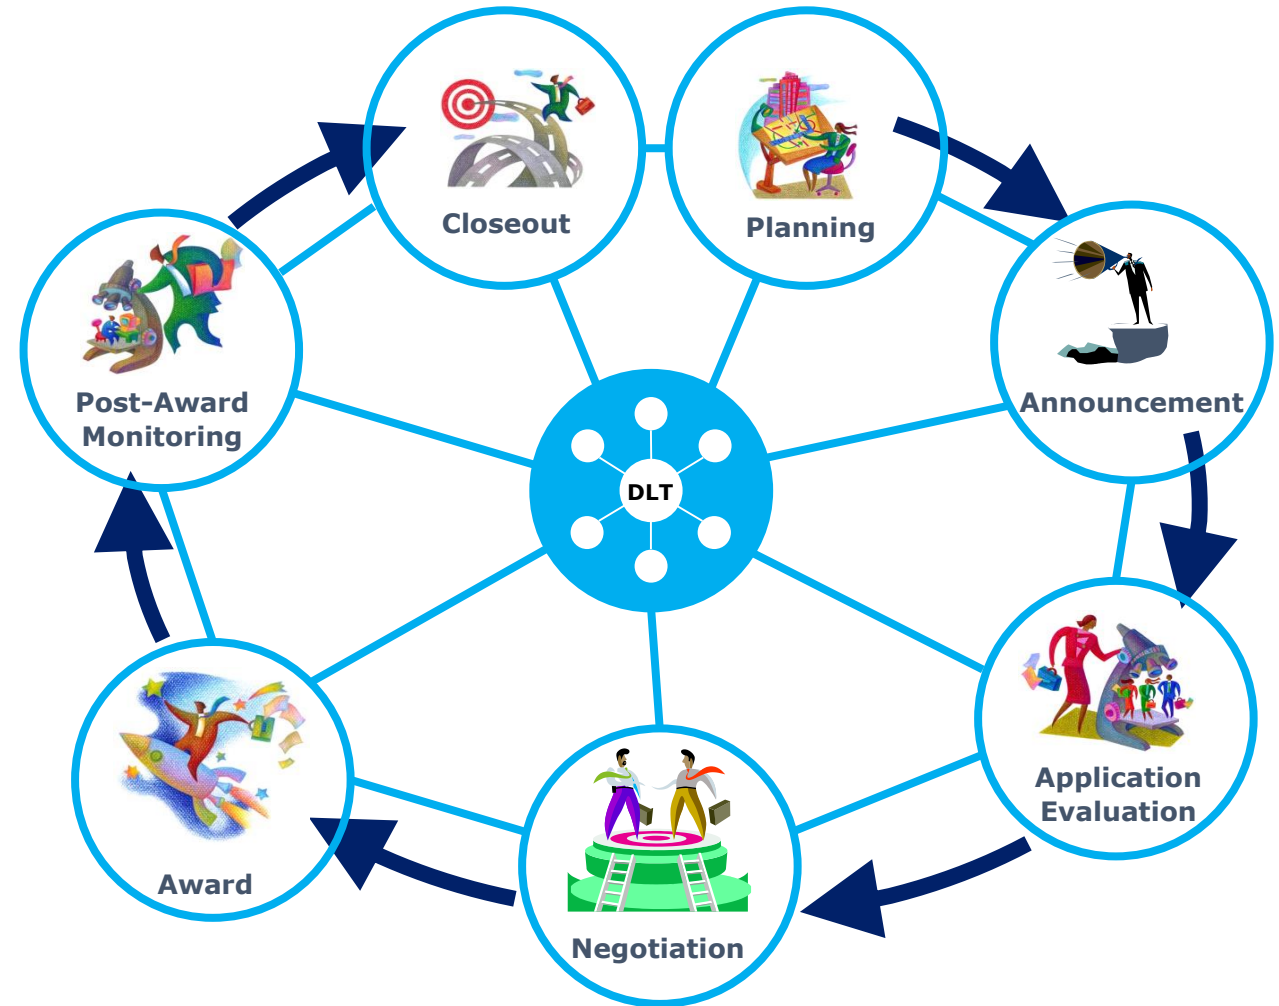 Closeout
Planning
Post-Award
Monitoring
Announcement
DLT
Application
Evaluation
Award
Negotiation